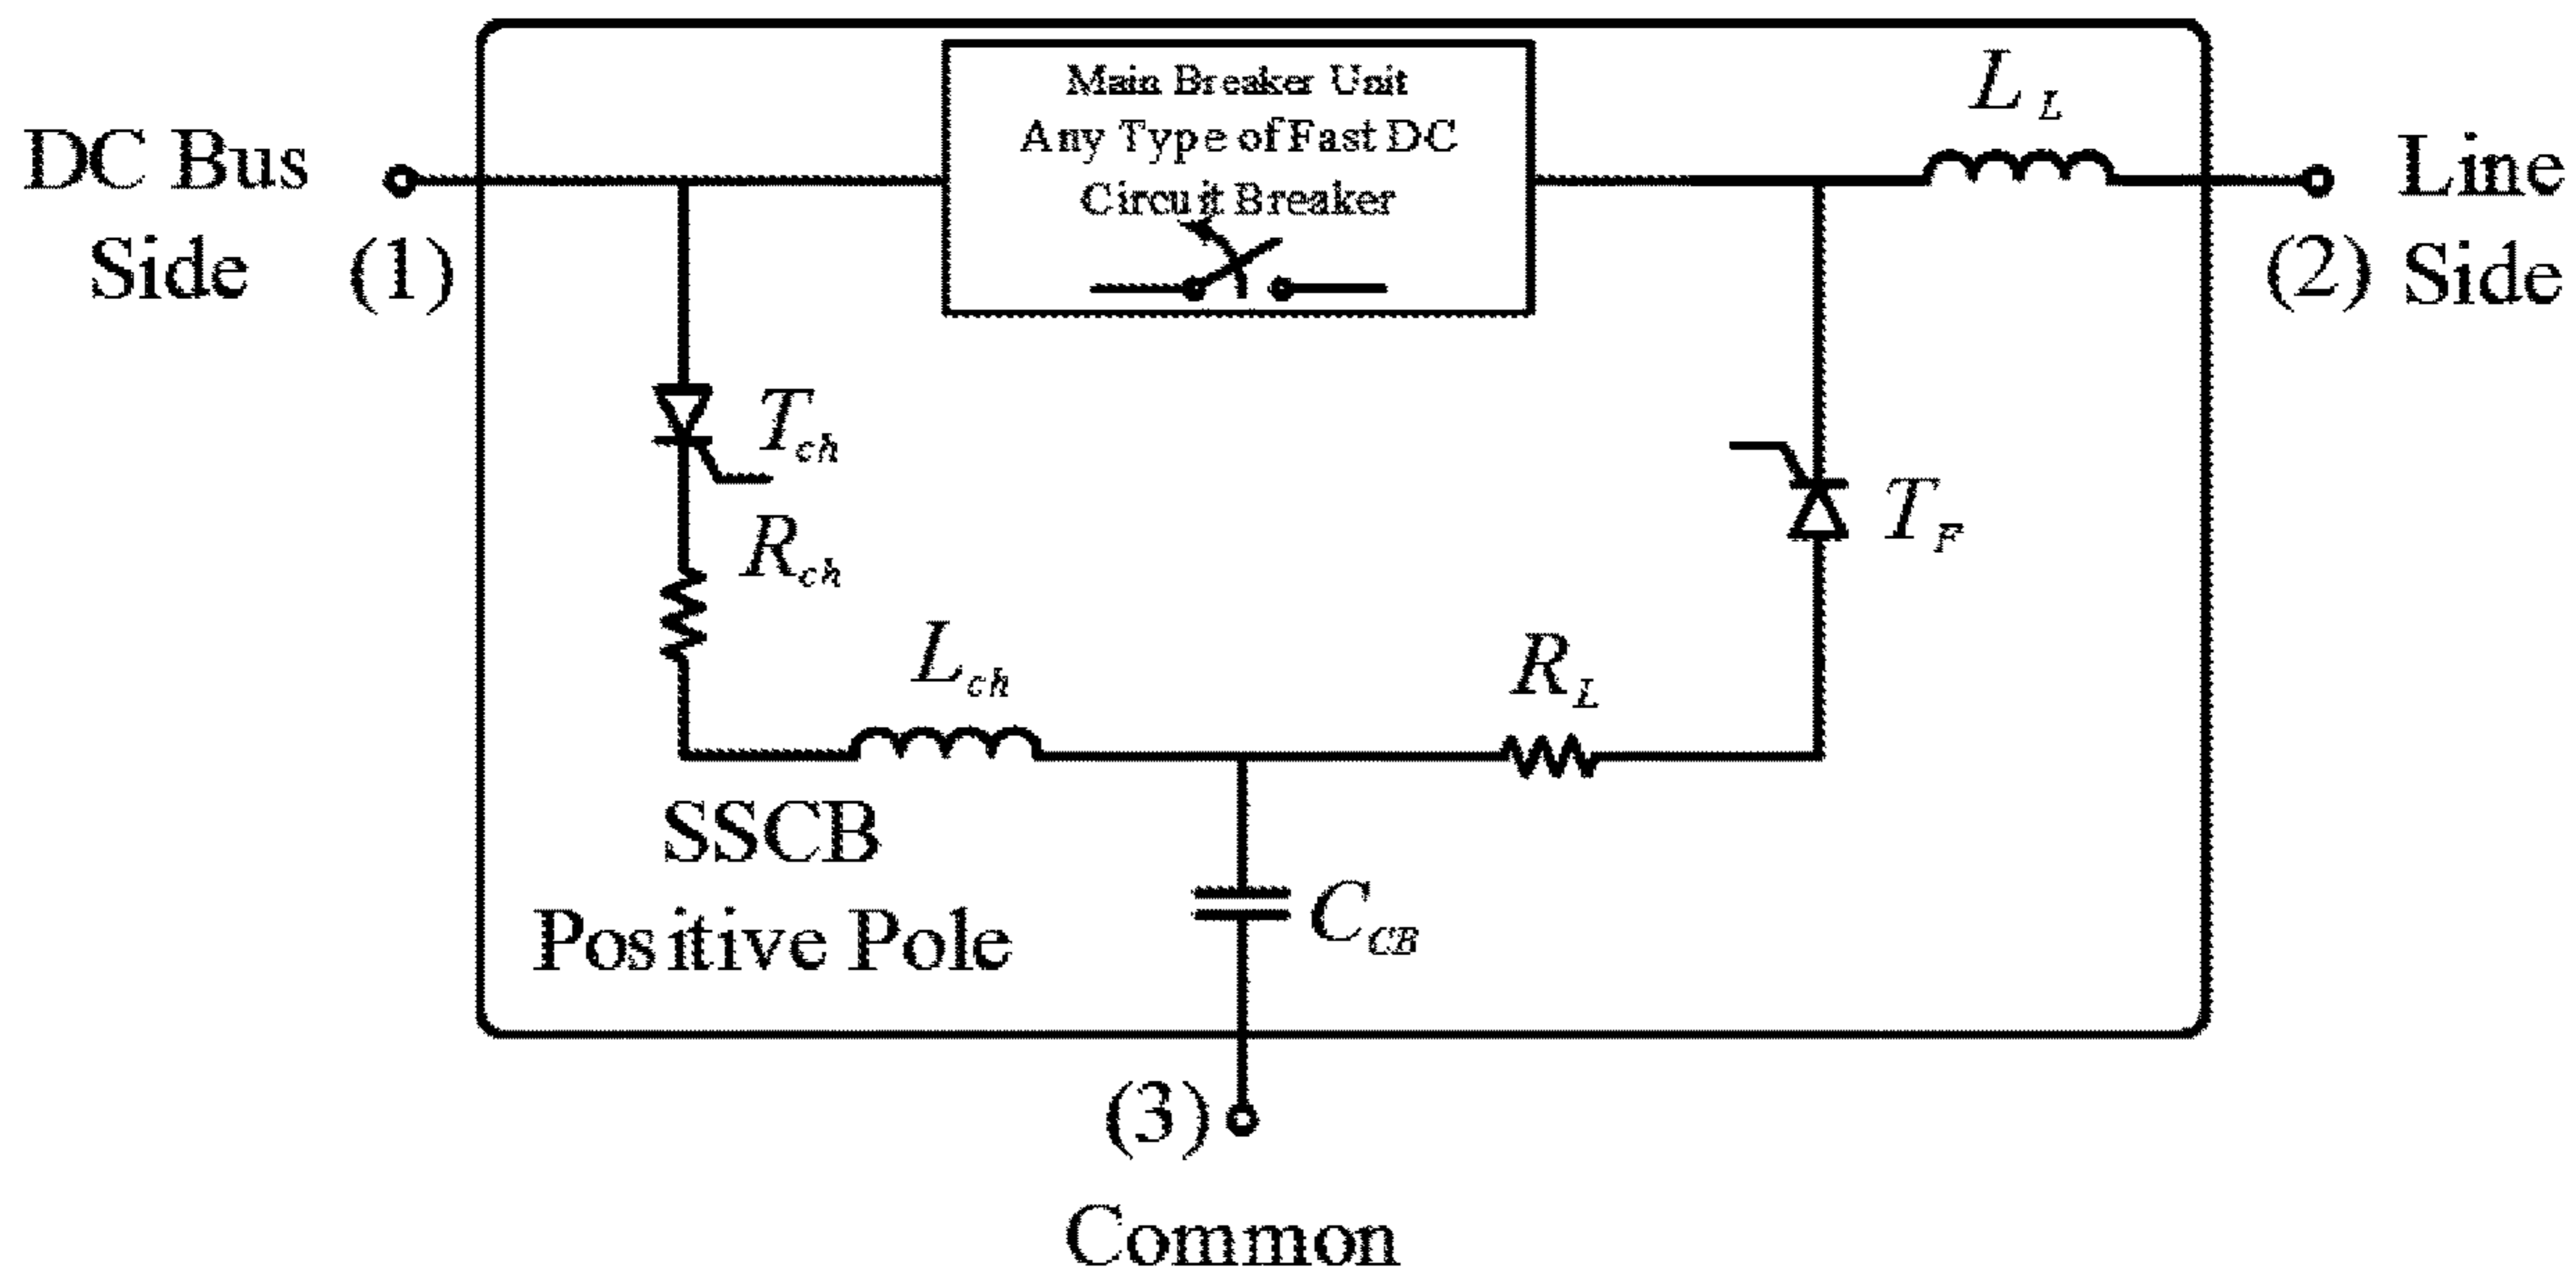 Main Breaker Unit
Any Type of Fast DC
Circuit Breaker
L_L
DC Bus
Side
(1)
Line
Side
(2)
T_ch
R_ch
T_F
L_ch
R_L
SSCB
Positive Pole
C_CB
(3)
Common